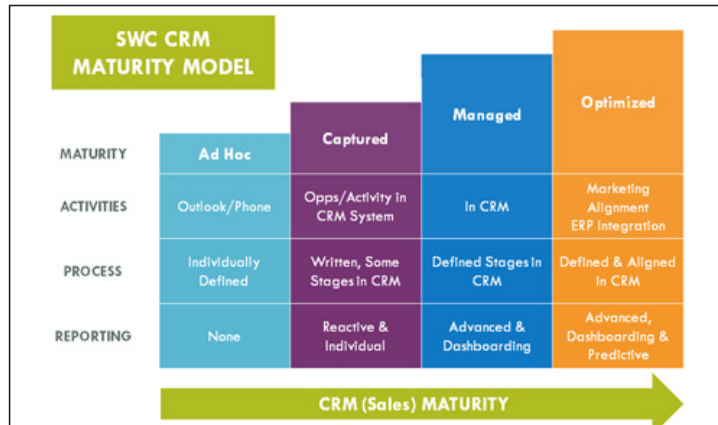 SWC CRM
MATURITY MODEL
MATURITY
Ad Hoc
Captured
Managed
Optimized
ACTIVITIES
Outlook/Phone
Opps/Activity in
CRM System
In CRM
Marketing
Alignment
ERP Integration
PROCESS
Individually
Defined
Written, Some
Stages in CRM
Defined Stages in
CRM
Defined & Aligned
in CRM
REPORTING
None
Reactive &
Individual
Advanced &
Dashboarding
Advanced,
Dashboarding &
Predictive
CRM (Sales) MATURITY